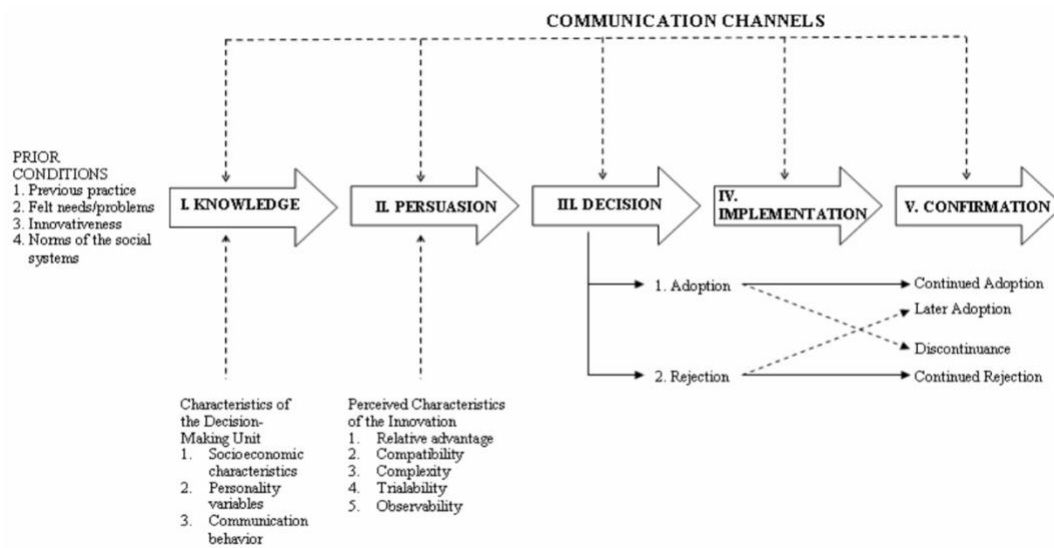 COMMUNICATION CHANNELS
PRIOR
CONDITIONS
1. Previous practice
2. Felt needs/problems
3. Innovativeness
4. Norms of the social
systems
I. KNOWLEDGE
II. PERSUASION
III. DECISION
IV.
IMPLEMENTATION
V. CONFIRMATION
1. Adoption
2. Rejection
Continued Adoption
Later Adoption
Discontinuance
Continued Rejection
Characteristics of
the Decision-
Making Unit
1. Socioeconomic
characteristics
2. Personality
variables
3. Communication
behavior
Perceived Characteristics
of the Innovation
1. Relative advantage
2. Compatibility
3. Complexity
4. Trialability
5. Observability